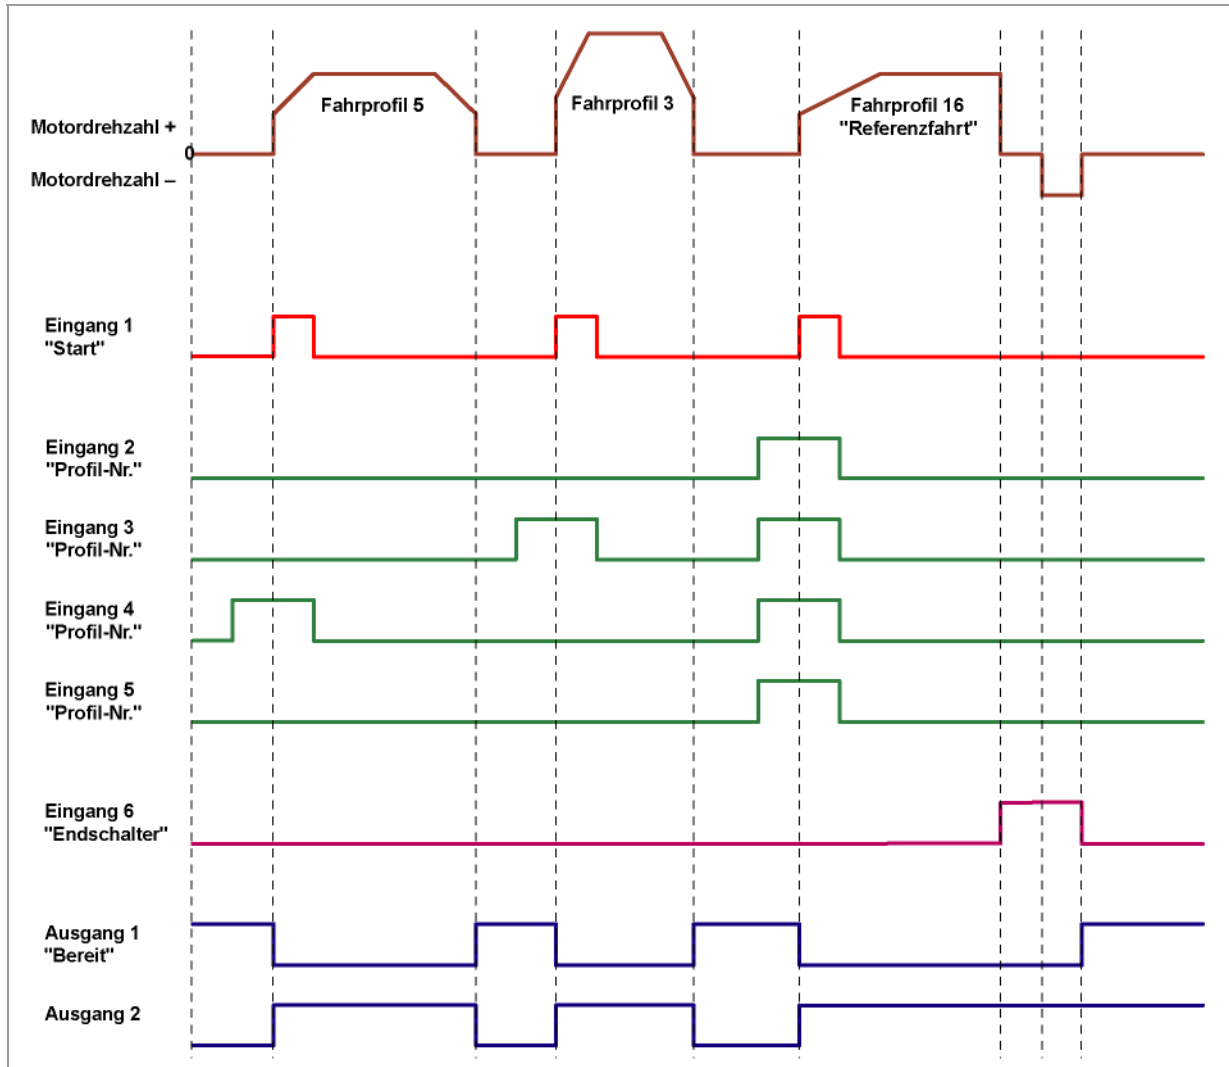 Fahrprofil 5
Fahrprofil 3
Fahrprofil 16
"Referenzfahrt"
Motordrehzahl +
0
Motordrehzahl –
Eingang 1
"Start"
Eingang 2
"Profil-Nr."
Eingang 3
"Profil-Nr."
Eingang 4
"Profil-Nr."
Eingang 5
"Profil-Nr."
Eingang 6
"Endschalter"
Ausgang 1
"Bereit"
Ausgang 2